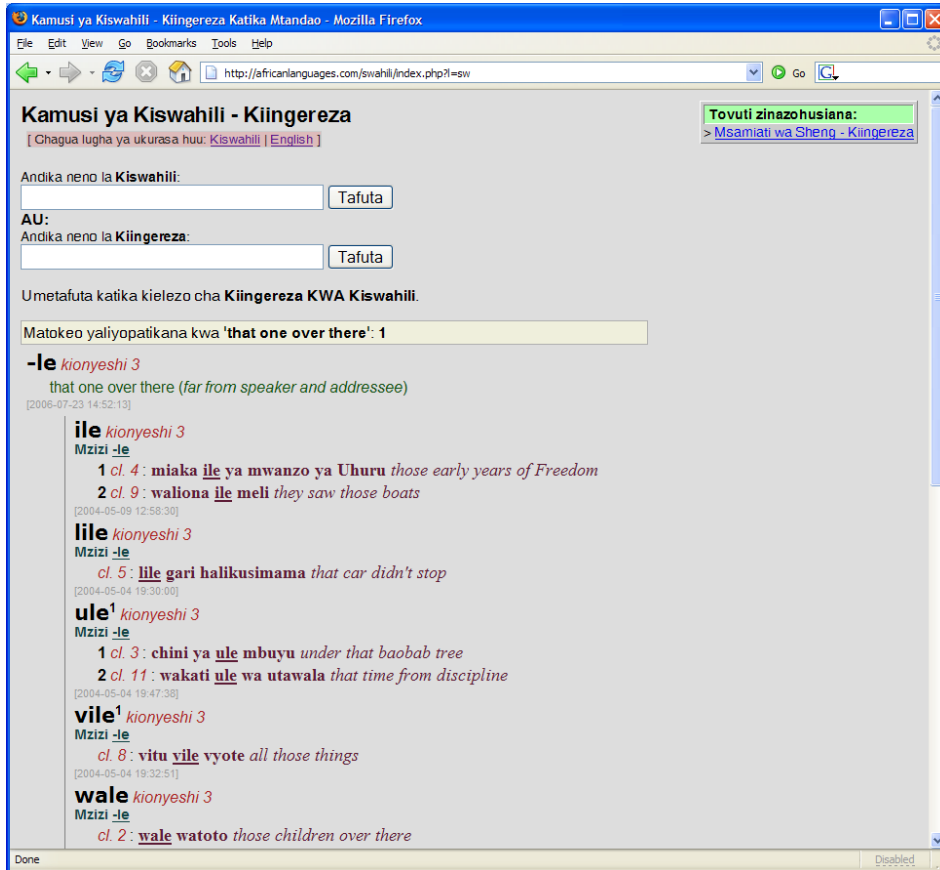 Kamusi ya Kiswahili - Kiingereza Katika Mtandao - Mozilla Firefox
File Edit View Go Bookmarks Tools Help
http://africanlanguages.com/swahili/index.php?l=sw Go G
Kamusi ya Kiswahili - Kiingereza
[ Chagua lugha ya ukurasa huu: Kiswahili | English ]
Tovuti zinazohusiana:
> Msamiati wa Sheng - Kiingereza
Andika neno la Kiswahili:
Tafuta
AU:
Andika neno la Kiingereza:
Tafuta
Umetafuta katika kielezo cha Kiingereza KWA Kiswahili.
Matokeo yaliyopatikana kwa 'that one over there': 1
-le kionyeshi 3
that one over there (far from speaker and addressee)
[2006-07-23 14:52:13]
ile kionyeshi 3
Mzizi -le
1 cl. 4 : miaka ile ya mwanzo ya Uhuru those early years of Freedom
2 cl. 9 : waliona ile meli they saw those boats
[2004-05-09 12:58:30]
lile kionyeshi 3
Mzizi -le
cl. 5 : lile gari halikusimama that car didn't stop
[2004-05-04 19:30:00]
ule¹ kionyeshi 3
Mzizi -le
1 cl. 3 : chini ya ule mbuyu under that baobab tree
2 cl. 11 : wakati ule wa utawala that time from discipline
[2004-05-04 19:47:38]
vile¹ kionyeshi 3
Mzizi -le
cl. 8 : vitu vile vyote all those things
[2004-05-04 19:32:51]
wale kionyeshi 3
Mzizi -le
cl. 2 : wale watoto those children over there
Done Disabled